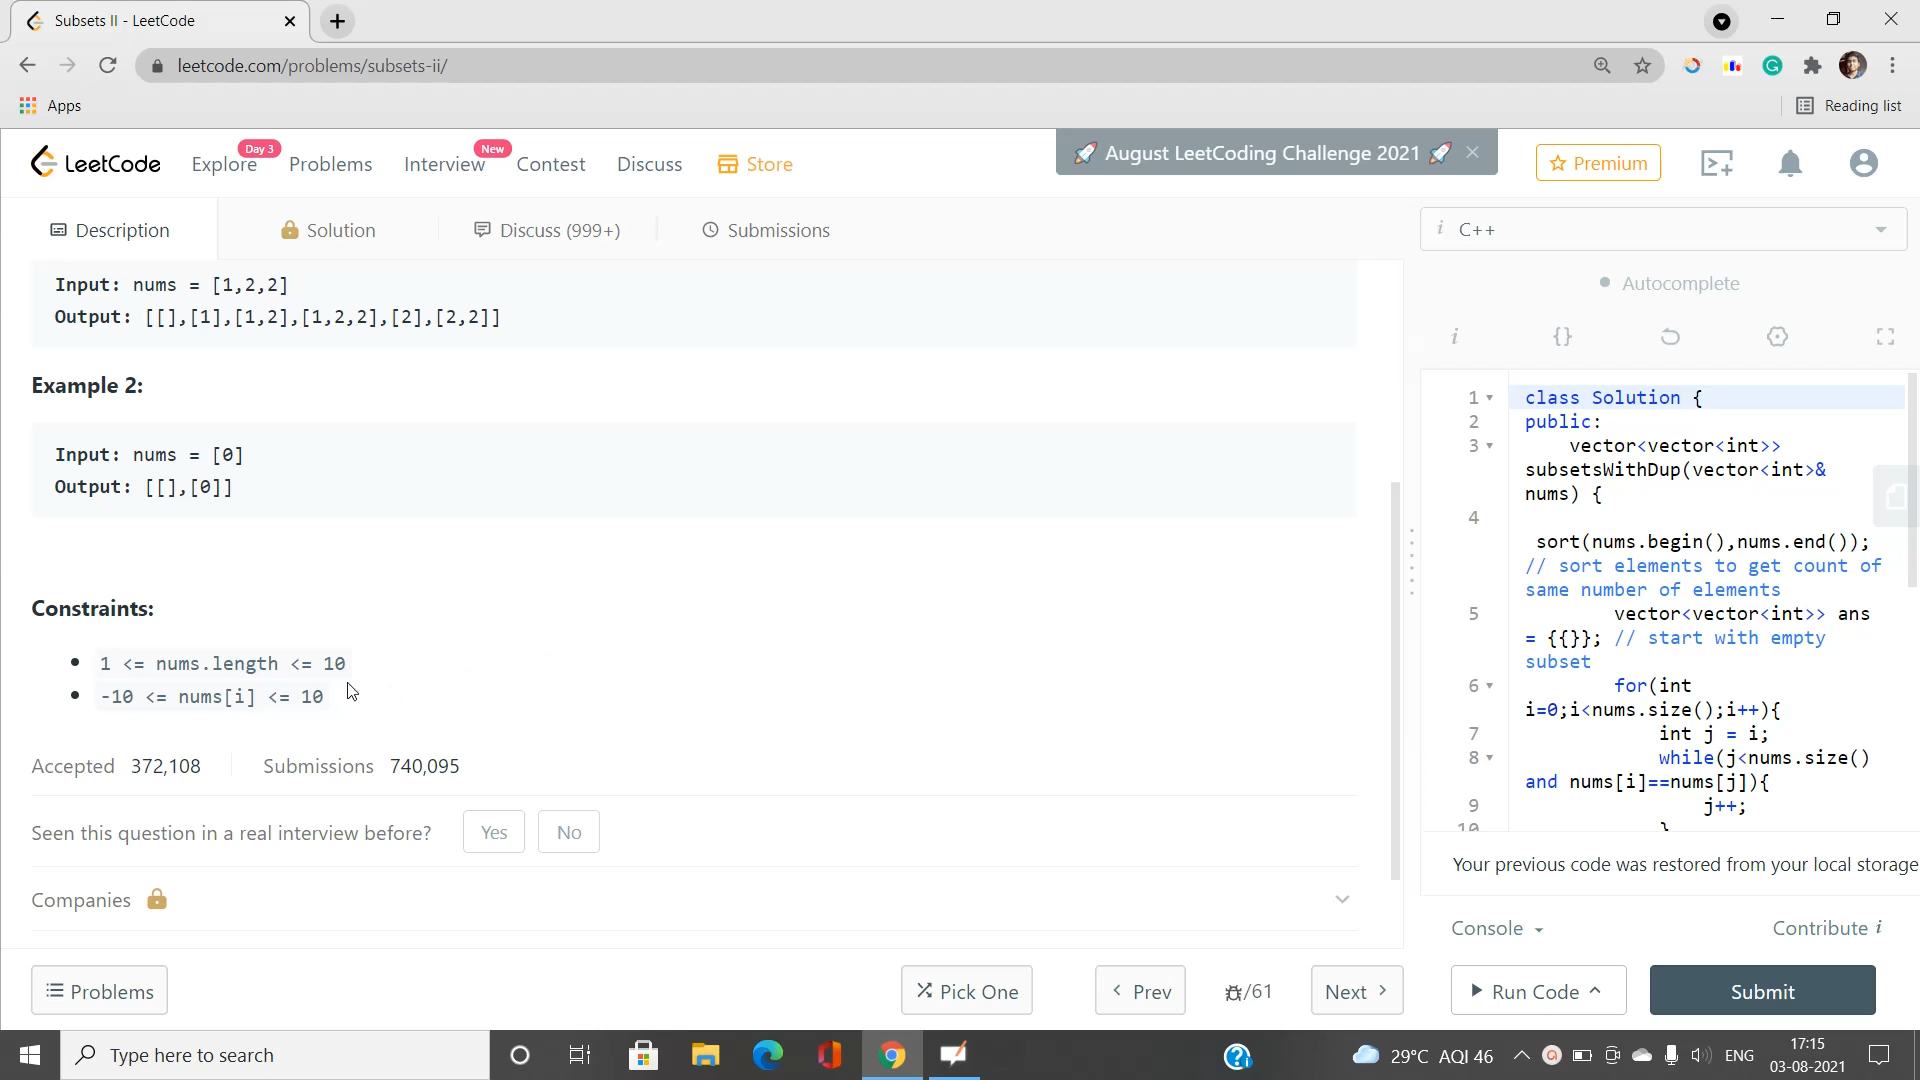 Subsets II - LeetCode
leetcode.com/problems/subsets-ii/
Apps
Reading list
LeetCode
Explore
Day 3
Problems
Interview
New
Contest
Discuss
Store
🚀 August LeetCoding Challenge 2021 🚀
Premium
Description
Solution
Discuss (999+)
Submissions
Input: nums = [1,2,2]
Output: [[],[1],[1,2],[1,2,2],[2],[2,2]]
Example 2:
Input: nums = [0]
Output: [[],[0]]
Constraints:
• 1 <= nums.length <= 10
• -10 <= nums[i] <= 10
Accepted 372,108 Submissions 740,095
Seen this question in a real interview before? Yes No
Companies
Problems
Pick One
Prev
/61
Next
i C++
Autocomplete
i {}
1 class Solution {
2 public:
3 vector<vector<int>>
subsetsWithDup(vector<int>&
nums) {
4
sort(nums.begin(),nums.end());
// sort elements to get count of
same number of elements
5 vector<vector<int>> ans
= {{}}; // start with empty
subset
6 for(int
i=0;i<nums.size();i++){
7 int j = i;
8 while(j<nums.size()
and nums[i]==nums[j]){
9 j++;
10 }
Your previous code was restored from your local storage
Console
Contribute i
Run Code
Submit
Type here to search
29°C AQI 46
ENG
17:15
03-08-2021